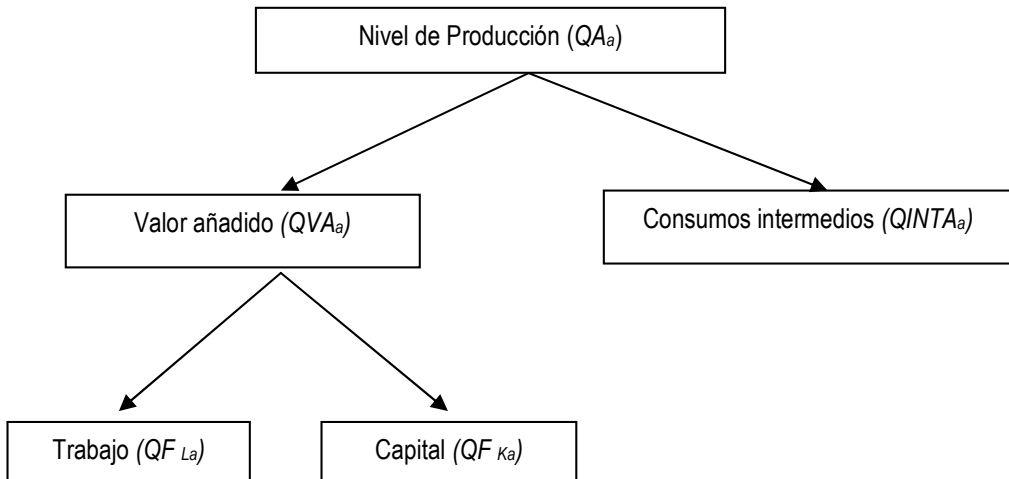 Nivel de Producción (QAa)
Valor añadido (QVAa)
Consumos intermedios (QINTAa)
Trabajo (QF La)
Capital (QF Ka)